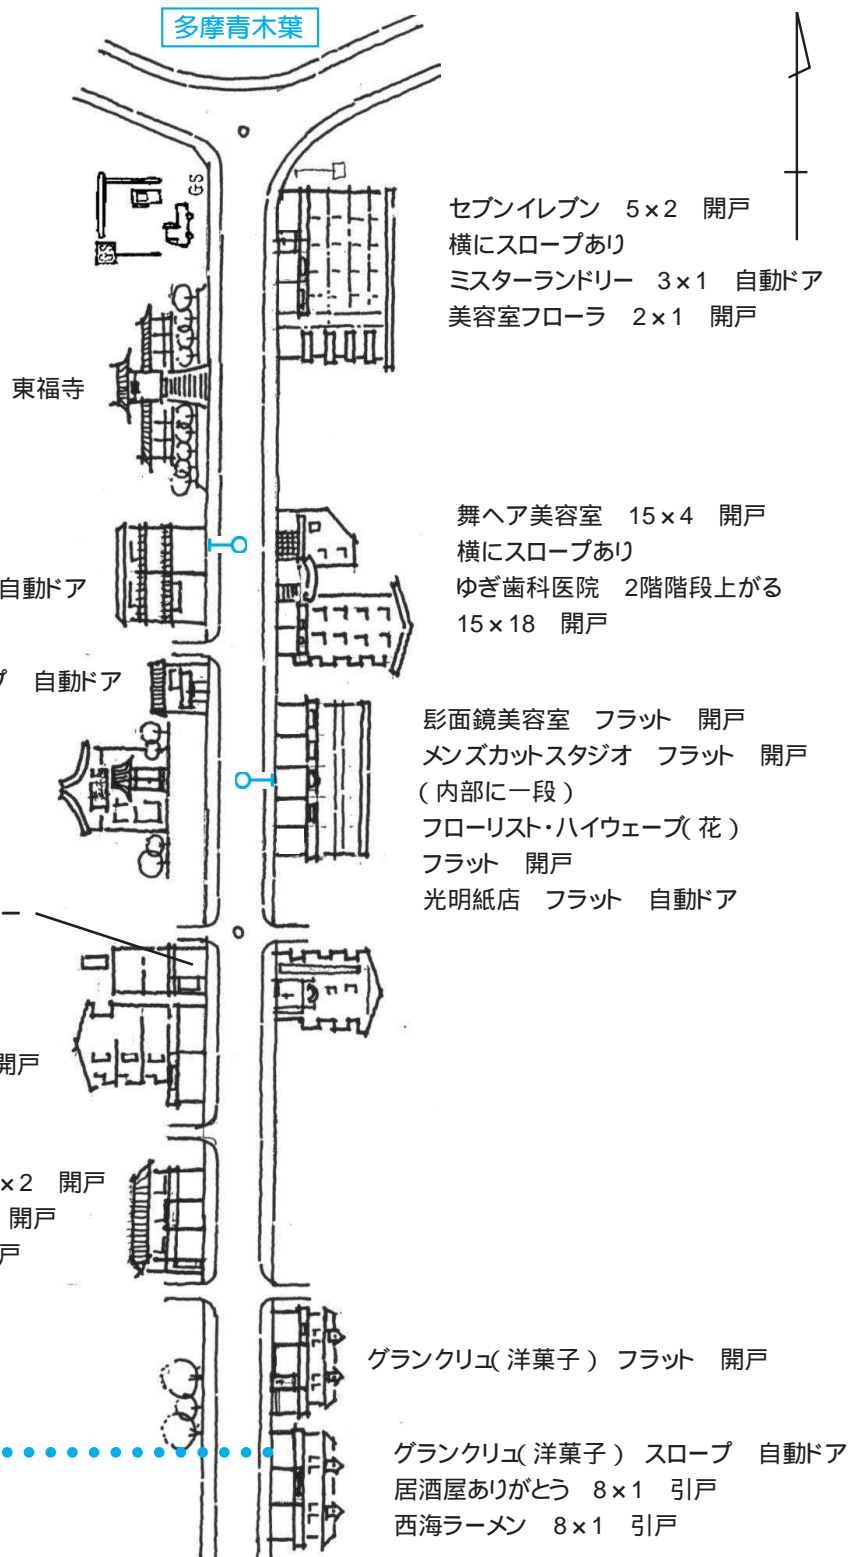 多摩青木葉
GS
GS
セブンイレブン 5×2 開戸
横にスロープあり
ミスターランドリー 3×1 自動ドア
美容室フローラ 2×1 開戸
東福寺
舞ヘア美容室 15×4 開戸
横にスロープあり
自動ドア
ゆぎ歯科医院 2階階段上がる
15×18 開戸
プ 自動ドア
髟面鏡美容室 フラット 開戸
メンズカットスタジオ フラット 開戸
(内部に一段)
フローリスト・ハイウェーブ(花)
フラット 開戸
光明紙店 フラット 自動ドア
ー
開戸
×2 開戸
開戸
戸
グランクリュ(洋菓子) フラット 開戸
グランクリュ(洋菓子) スロープ 自動ドア
居酒屋ありがとう 8×1 引戸
西海ラーメン 8×1 引戸